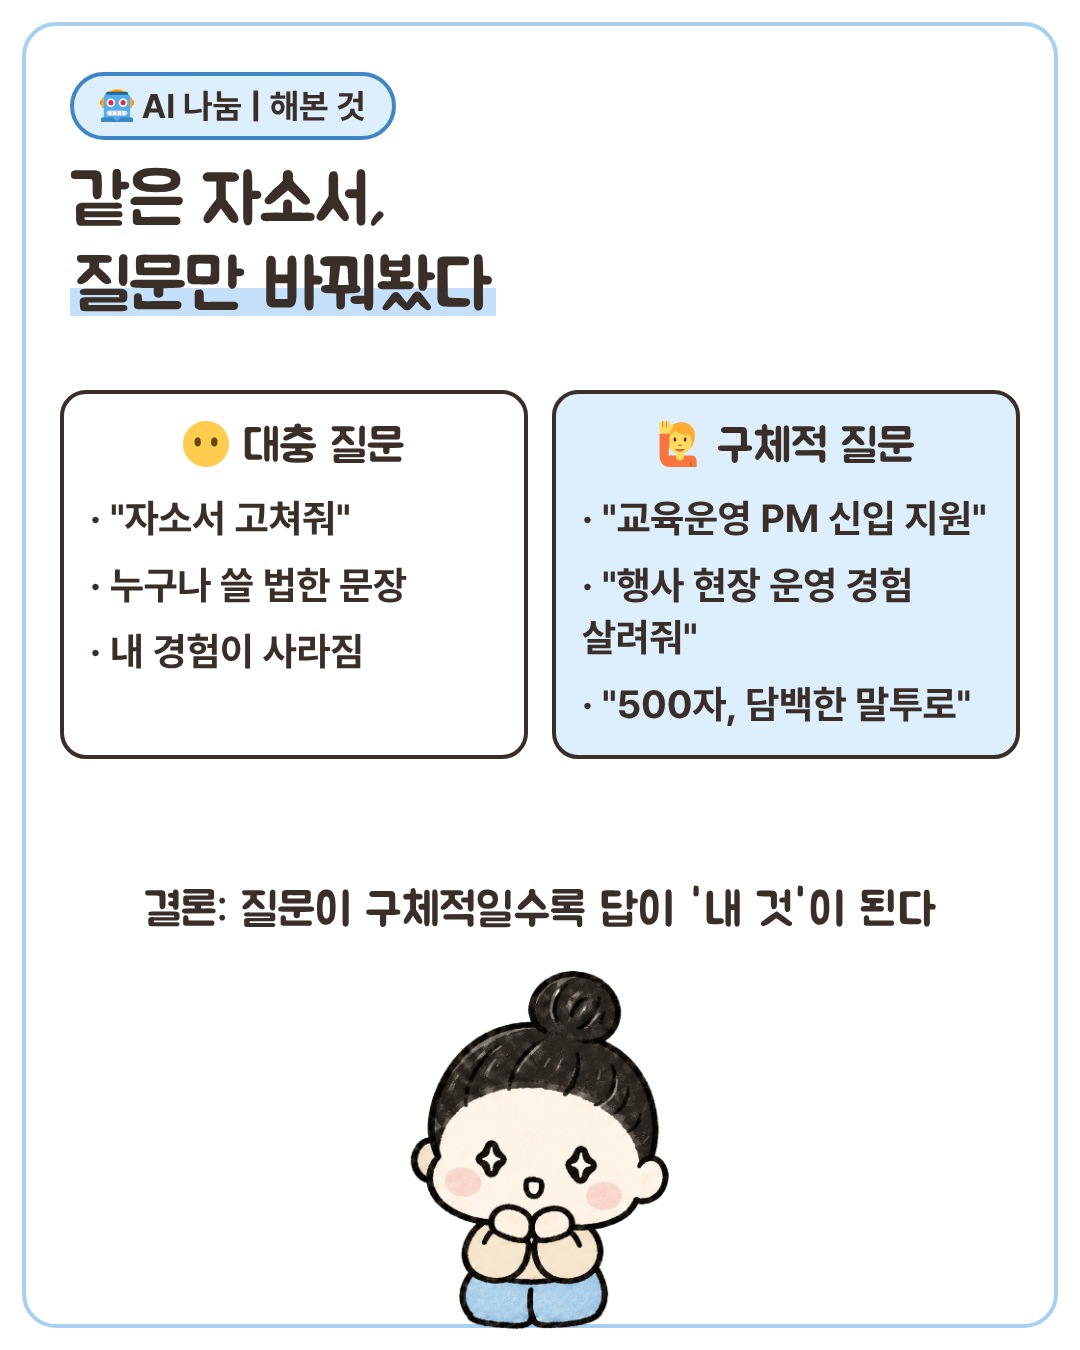 AI 나눔 | 해본 것
같은 자소서,
질문만 바꿔봤다
대충 질문
· "자소서 고쳐줘"
· 누구나 쓸 법한 문장
· 내 경험이 사라짐
구체적 질문
· "교육운영 PM 신입 지원"
· "행사 현장 운영 경험
살려줘"
· "500자, 담백한 말투로"
결론: 질문이 구체적일수록 답이 '내 것'이 된다